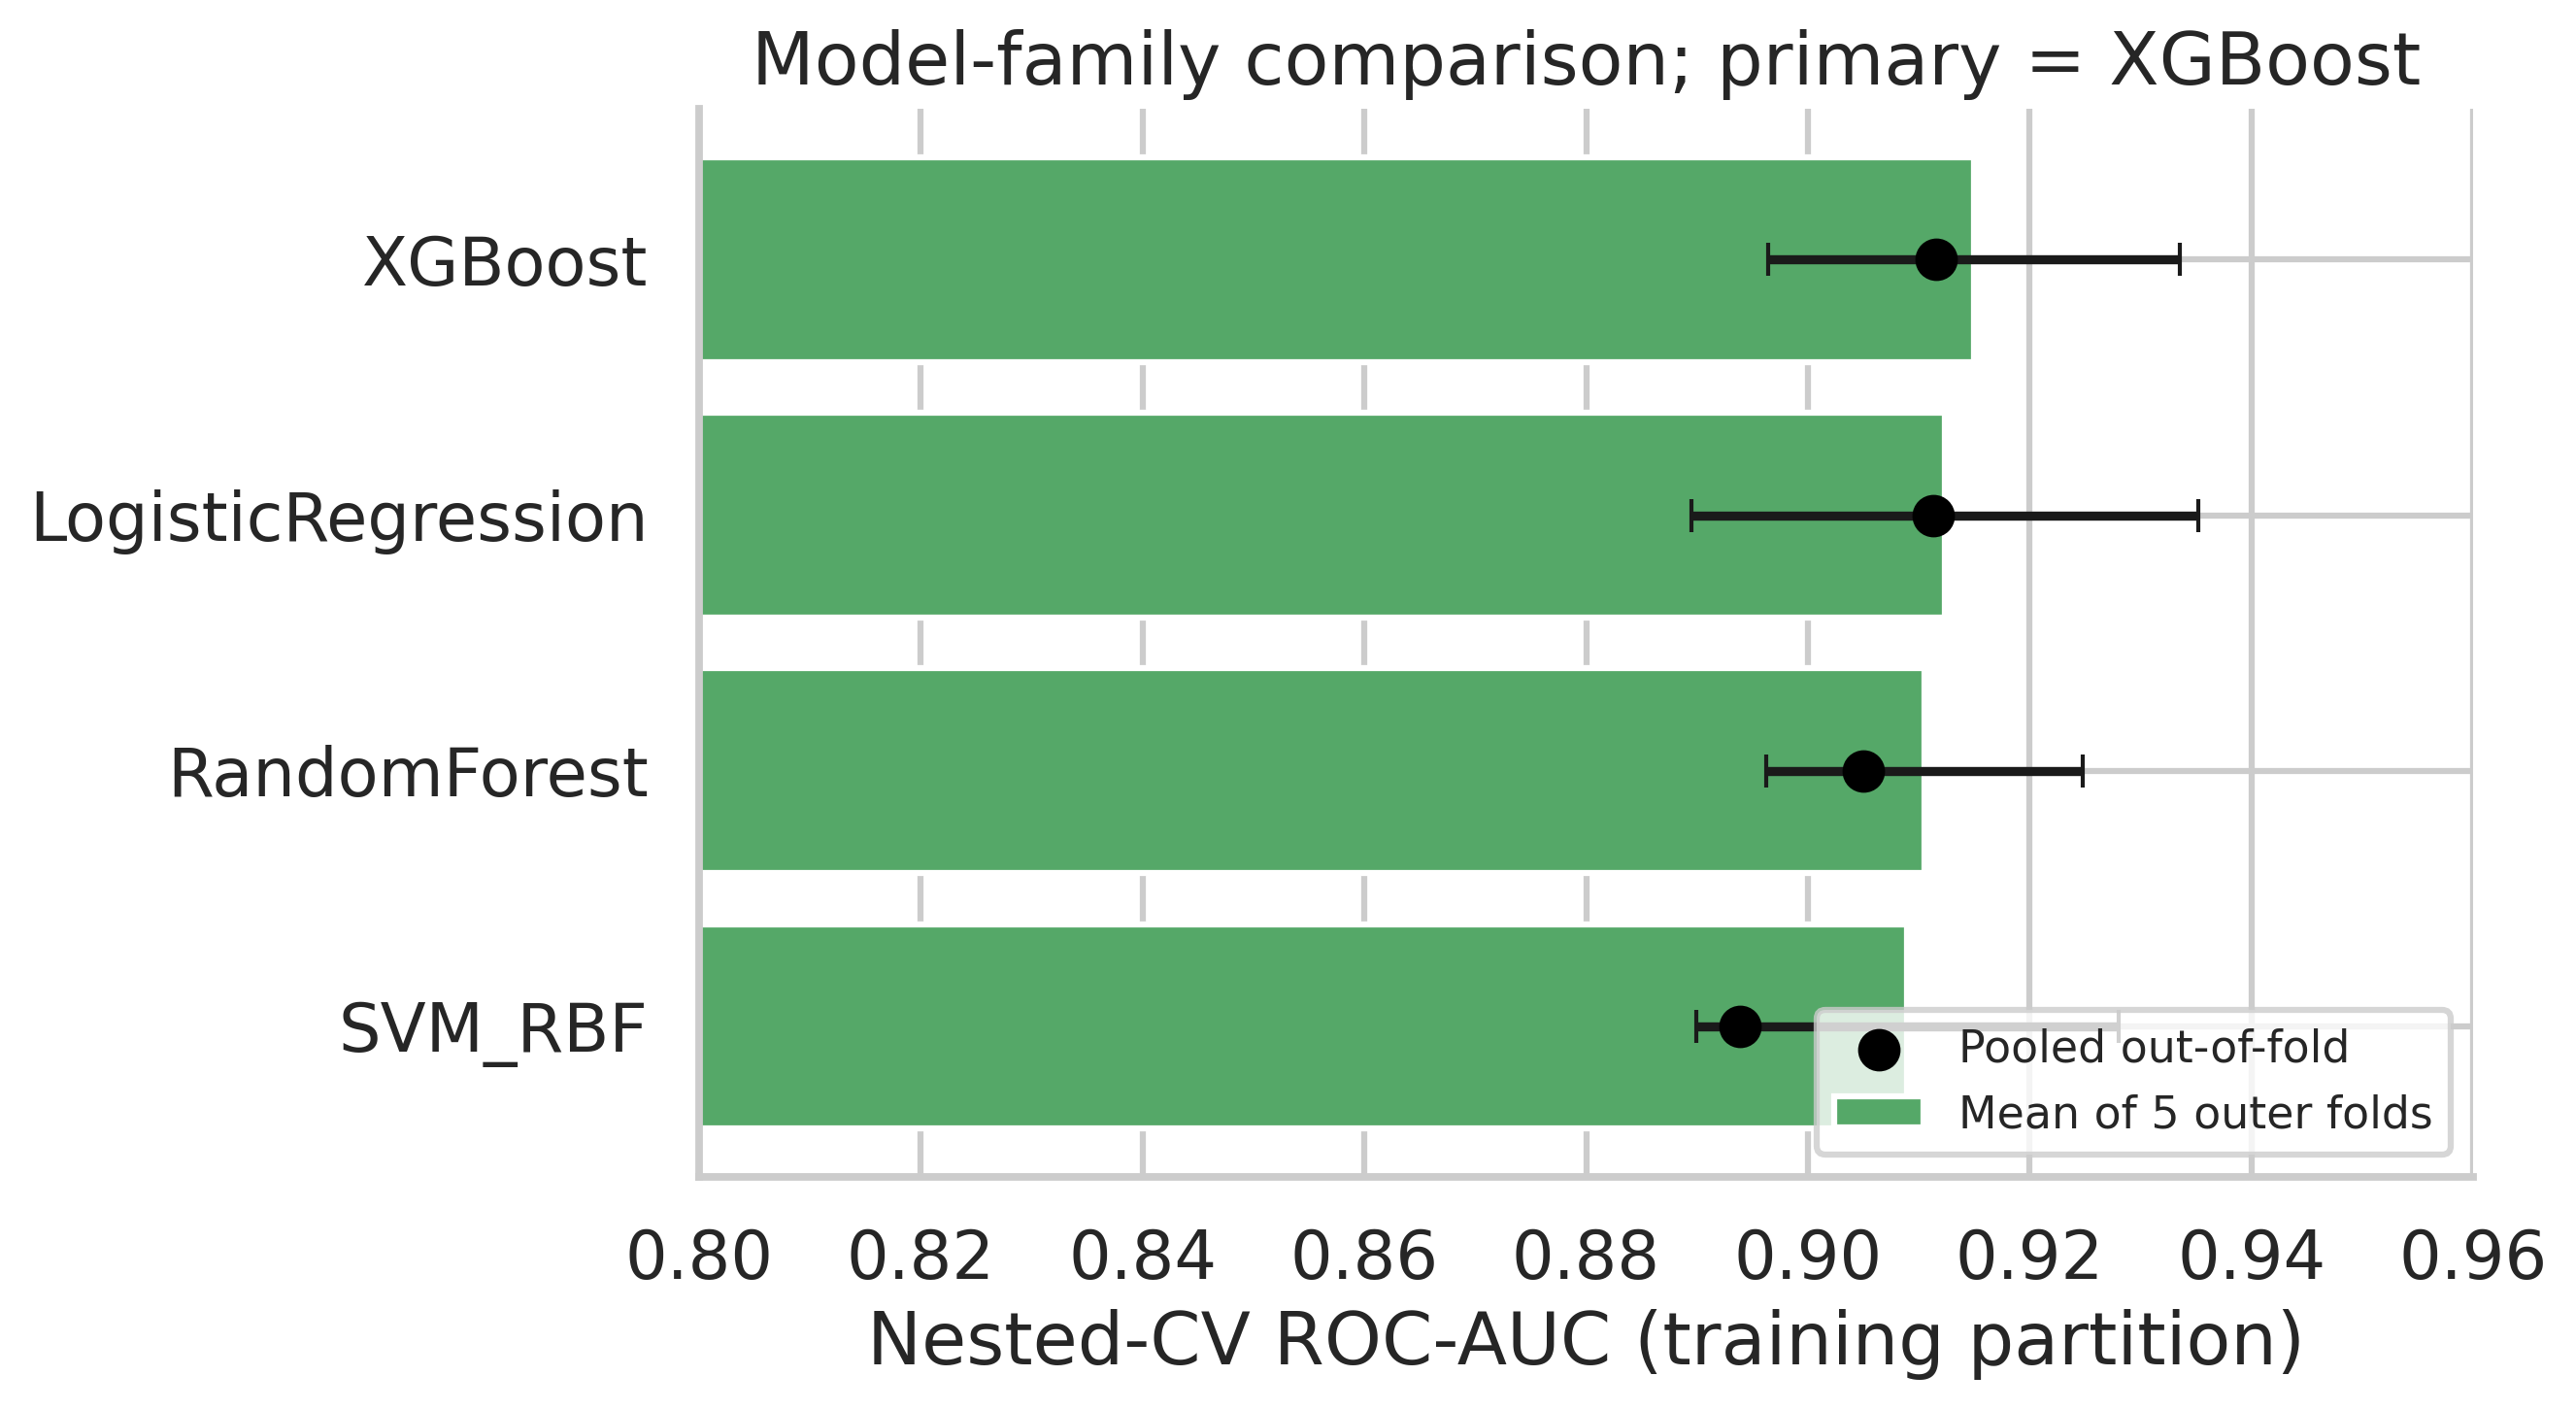 Model-family comparison; primary = XGBoost
XGBoost
LogisticRegression
RandomForest
SVM_RBF
Pooled out-of-fold
Mean of 5 outer folds
0.80 0.82 0.84 0.86 0.88 0.90 0.92 0.94 0.96
Nested-CV ROC-AUC (training partition)